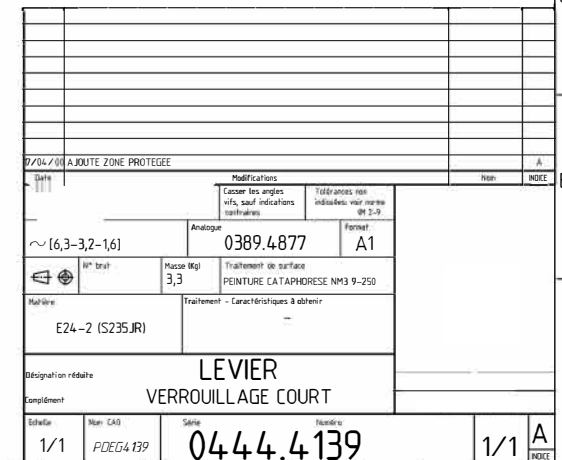 7/04/00 AJOUTE ZONE PROTEGEE A
Date Modifications Nom INDICE
Casser les angles
vifs, sauf indications
contraires
Tolérances non
indiquées: voir norme
Analogue
0389.4877
Format
A1
~ [6,3-3,2-1,6]
N° brut
Masse (Kg)
3,3
Traitement de surface
PEINTURE CATAPHORESE NM3 9-250
Matière
E24-2 (S235JR)
Traitement - Caractéristiques à obtenir
-
Désignation réduite
LEVIER
Complément
VERROUILLAGE COURT
Echelle
1/1
Nom CAO
PDEG4139
Série Numéro
0444.4139
1/1
A
INDICE